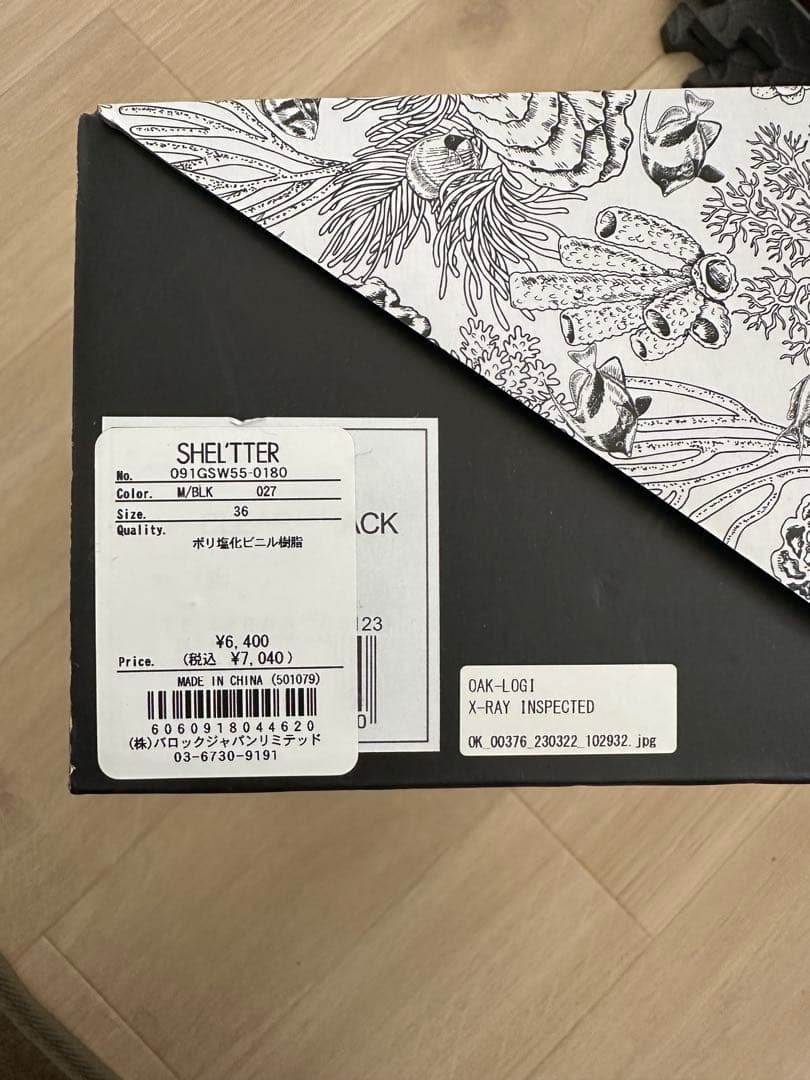 SHEL'TTER
No. 091GSW55-0180
Color. M/BLK 027
Size. 36
Quality.
ポリ塩化ビニル樹脂
¥6,400
Price. (税込 ¥7,040)
MADE IN CHINA (501079)
6060918044620
(株)バロックジャパンリミテッド
03-6730-9191
ACK
123
0
OAK-LOGI
X-RAY INSPECTED
OK_00376_230322_102932.jpg